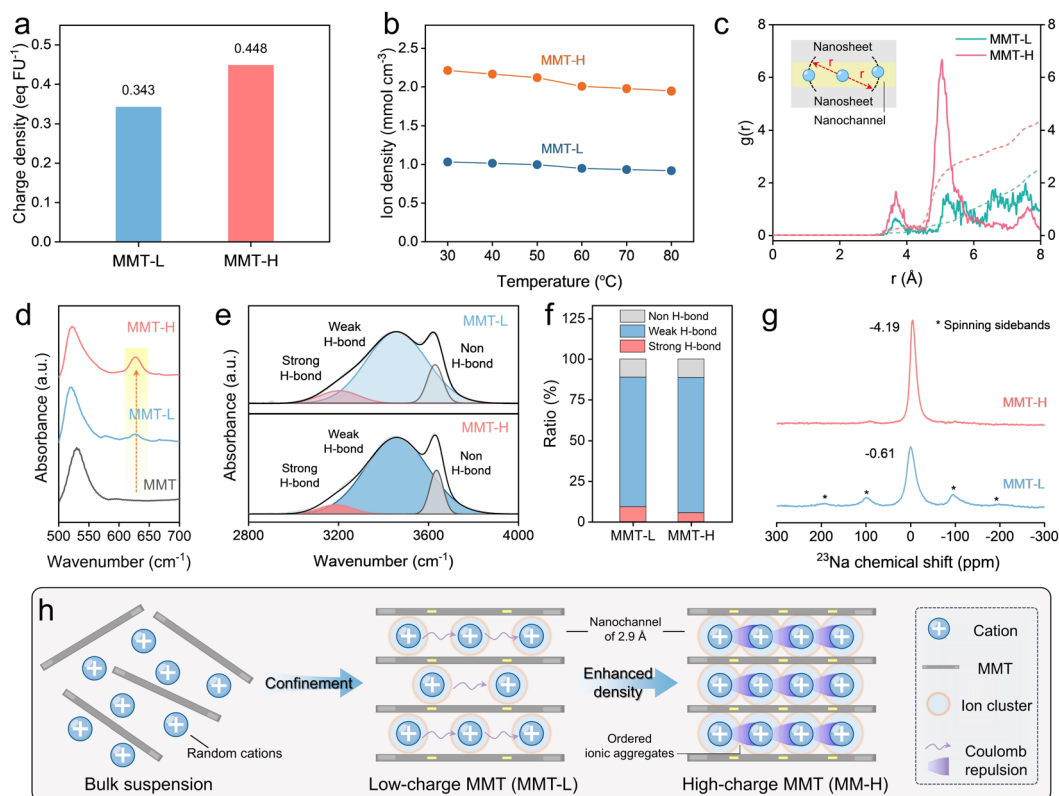 a
Charge density (eq FU⁻¹)
0.5
0.4
0.3
0.2
0.1
0.0
0.343
0.448
MMT-L
MMT-H
b
Ion density (mmol cm⁻³)
2.5
2.0
1.5
1.0
0.5
0.0
MMT-H
MMT-L
30 40 50 60 70 80
Temperature (°C)
c
g(r)
8
6
4
2
0
Nanosheet
r
r
Nanosheet
Nanochannel
MMT-L
MMT-H
8
6
4
2
0
0 2 4 6 8
r (Å)
d
Absorbance (a.u.)
MMT-H
MMT-L
MMT
500 550 600 650 700
Wavenumber (cm⁻¹)
e
Absorbance (a.u.)
Weak
H-bond
Strong
H-bond
Non
H-bond
MMT-L
Weak
H-bond
Strong
H-bond
Non
H-bond
MMT-H
2800 3200 3600 4000
Wavenumber (cm⁻¹)
f
Ratio (%)
125
100
75
50
25
0
Non H-bond
Weak H-bond
Strong H-bond
MMT-L
MMT-H
g
-4.19
* Spinning sidebands
MMT-H
-0.61
MMT-L
* * * *
300 200 100 0 -100 -200 -300
²³Na chemical shift (ppm)
h
Random cations
Bulk suspension
Confinement
Low-charge MMT (MMT-L)
Nanochannel
of 2.9 Å
Enhanced
density
Ordered
ionic aggregates
High-charge MMT (MM-H)
Cation
MMT
Ion cluster
Coulomb
repulsion